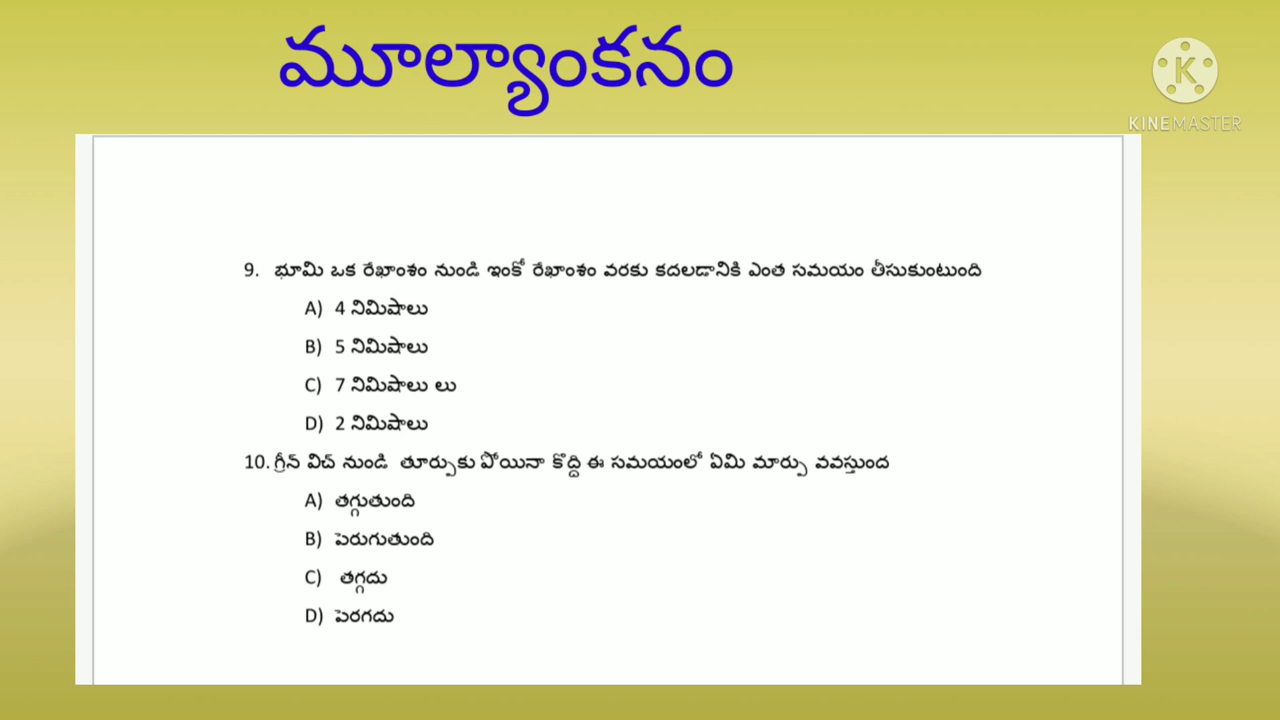 మూల్యాంకనం
KINEMASTER
9. భూమి ఒక రేఖాంశం నుండి ఇంకో రేఖాంశం వరకు కదలడానికి ఎంత సమయం తీసుకుంటుంది
A) 4 నిమిషాలు
B) 5 నిమిషాలు
C) 7 నిమిషాలు లు
D) 2 నిమిషాలు
10. గ్రీన్ విచ్ నుండి తూర్పుకు పోయినా కొద్ది ఈ సమయంలో ఏమి మార్పు వవస్తుంద
A) తగ్గుతుంది
B) పెరుగుతుంది
C) తగ్గదు
D) పెరగదు